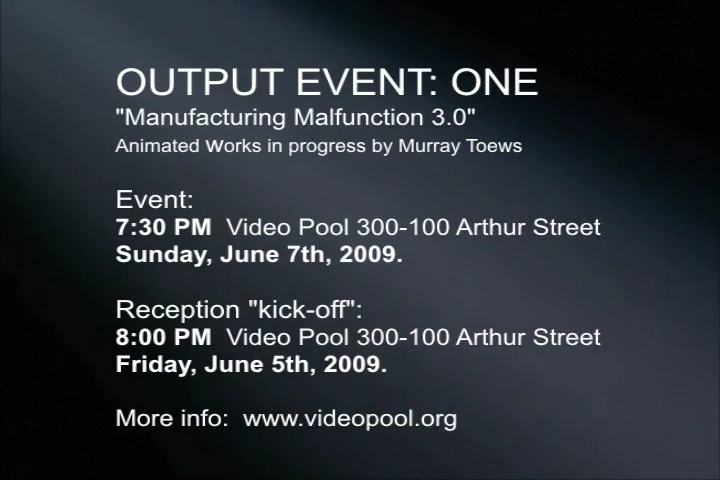 OUTPUT EVENT: ONE
"Manufacturing Malfunction 3.0"
Animated Works in progress by Murray Toews
Event:
7:30 PM  Video Pool 300-100 Arthur Street
Sunday, June 7th, 2009.
Reception "kick-off":
8:00 PM  Video Pool 300-100 Arthur Street
Friday, June 5th, 2009.
More info:  www.videopool.org